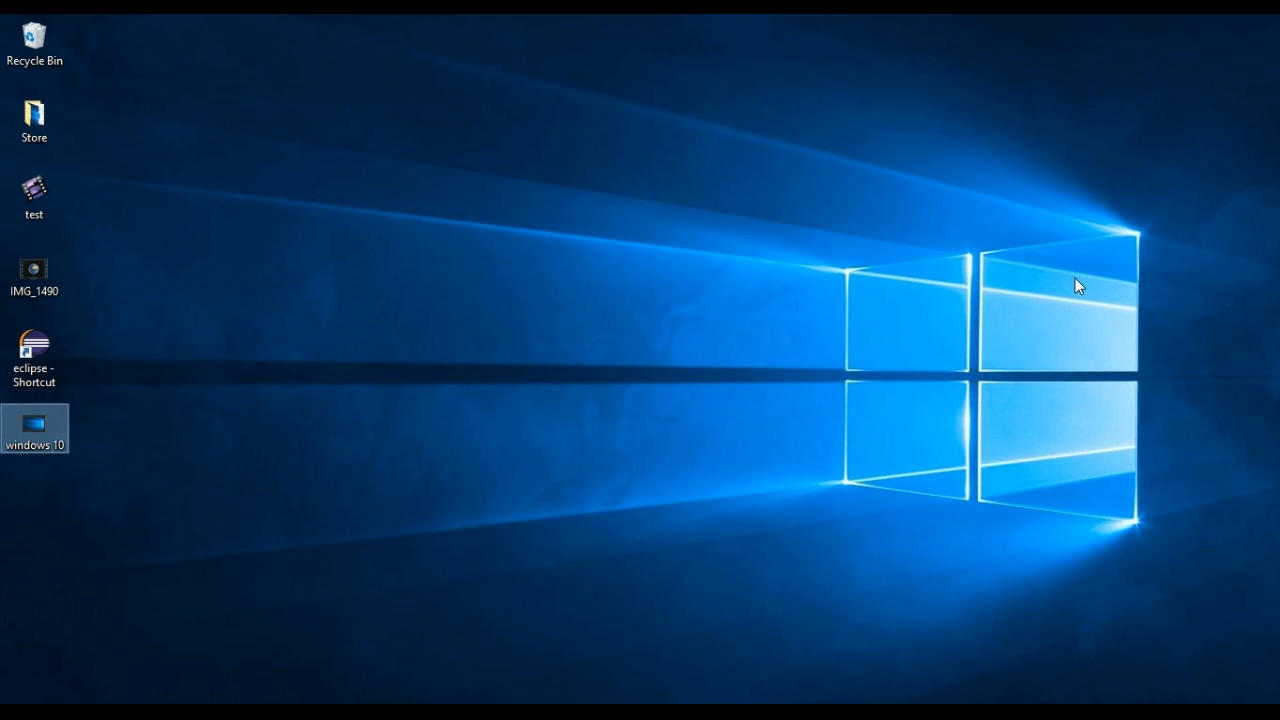 Recycle Bin
Store
test
IMG_1490
eclipse -
Shortcut
windows 10